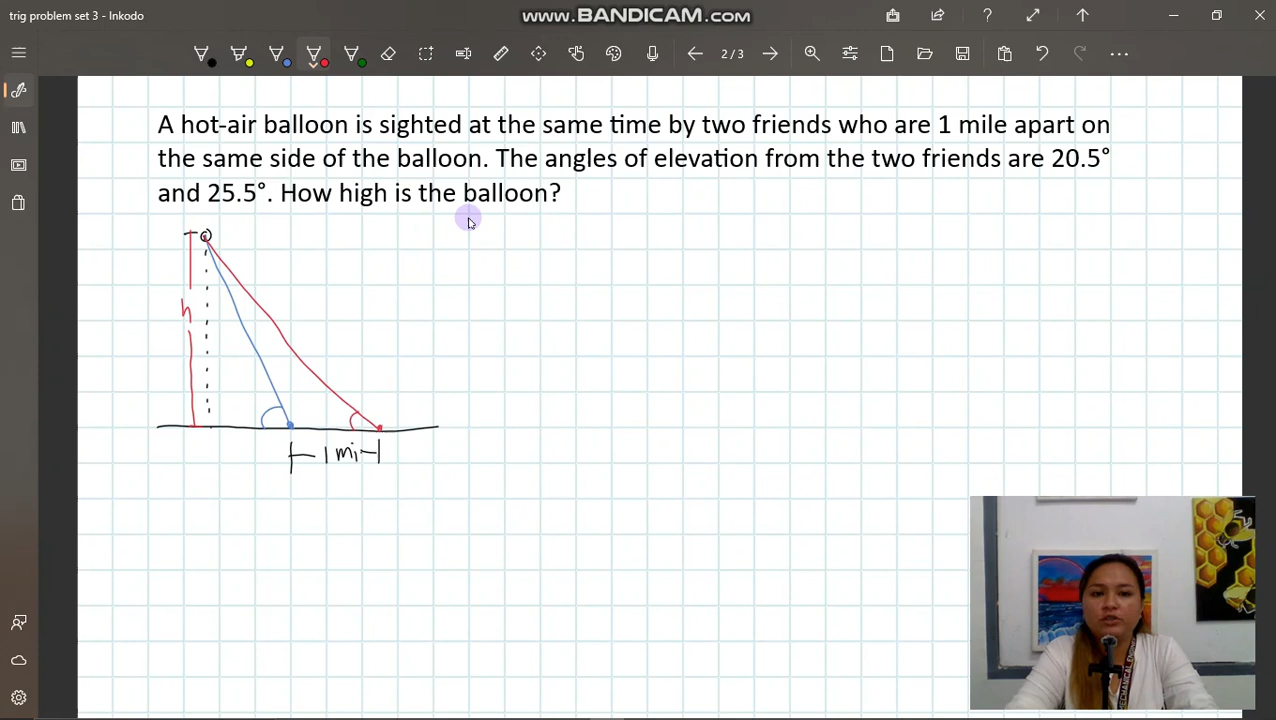 trig problem set 3 - Inkodo
www.BANDICAM.com
2 / 3
A hot-air balloon is sighted at the same time by two friends who are 1 mile apart on
the same side of the balloon. The angles of elevation from the two friends are 20.5°
and 25.5°. How high is the balloon?
h
1 mi